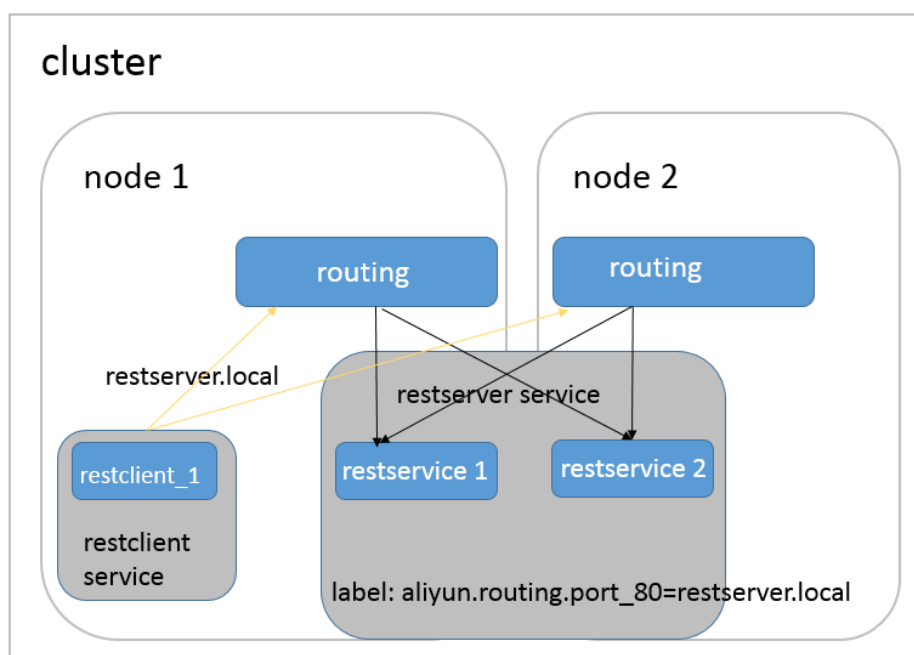 cluster
node 1
node 2
routing
routing
restserver.local
restserver service
restclient_1
restservice 1
restservice 2
restclient
service
label: aliyun.routing.port_80=restserver.local